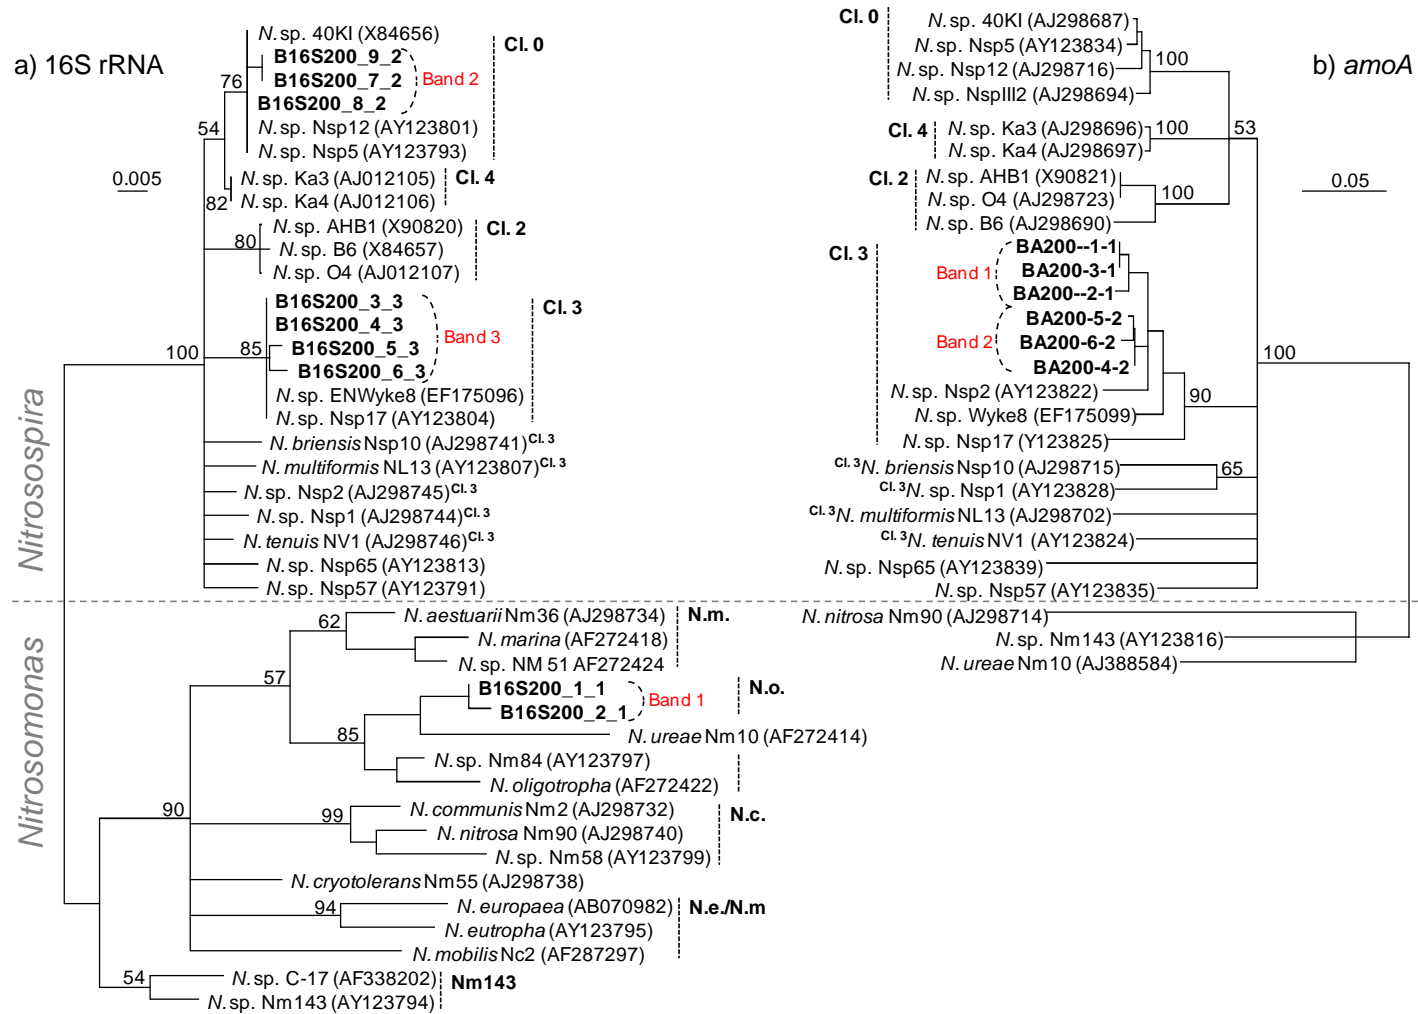 a) 16S rRNA
0.005
N. sp. 40KI (X84656)
B16S200_9_2
B16S200_7_2
B16S200_8_2
Band 2
N. sp. Nsp12 (AY123801)
N. sp. Nsp5 (AY123793)
Cl. 0
76
54
N. sp. Ka3 (AJ012105)
N. sp. Ka4 (AJ012106)
Cl. 4
82
N. sp. AHB1 (X90820)
N. sp. B6 (X84657)
N. sp. O4 (AJ012107)
Cl. 2
80
B16S200_3_3
B16S200_4_3
B16S200_5_3
B16S200_6_3
Band 3
N. sp. ENWyke8 (EF175096)
N. sp. Nsp17 (AY123804)
Cl. 3
85
100
N. briensis Nsp10 (AJ298741) Cl. 3
N. multiformis NL13 (AY123807) Cl. 3
N. sp. Nsp2 (AJ298745) Cl. 3
N. sp. Nsp1 (AJ298744) Cl. 3
N. tenuis NV1 (AJ298746) Cl. 3
N. sp. Nsp65 (AY123813)
N. sp. Nsp57 (AY123791)
Nitrosospira
Nitrosomonas
N. aestuarii Nm36 (AJ298734)
N. marina (AF272418)
N. sp. NM 51 AF272424
N.m.
62
57
B16S200_1_1
B16S200_2_1
Band 1
N.o.
N. ureae Nm10 (AF272414)
85
N. sp. Nm84 (AY123797)
N. oligotropha (AF272422)
90
N. communis Nm2 (AJ298732)
N. nitrosa Nm90 (AJ298740)
N. sp. Nm58 (AY123799)
N.c.
99
N. cryotolerans Nm55 (AJ298738)
N. europaea (AB070982)
N. eutropha (AY123795)
N.e./N.m
94
N. mobilis Nc2 (AF287297)
N. sp. C-17 (AF338202)
N. sp. Nm143 (AY123794)
Nm143
54
b) amoA
0.05
Cl. 0
N. sp. 40KI (AJ298687)
N. sp. Nsp5 (AY123834)
N. sp. Nsp12 (AJ298716)
N. sp. NspIII2 (AJ298694)
100
Cl. 4
N. sp. Ka3 (AJ298696)
N. sp. Ka4 (AJ298697)
100
53
Cl. 2
N. sp. AHB1 (X90821)
N. sp. O4 (AJ298723)
N. sp. B6 (AJ298690)
100
Cl. 3
BA200--1-1
BA200-3-1
BA200--2-1
Band 1
BA200-5-2
BA200-6-2
BA200-4-2
Band 2
N. sp. Nsp2 (AY123822)
N. sp. Wyke8 (EF175099)
N. sp. Nsp17 (Y123825)
90
100
Cl. 3 N. briensis Nsp10 (AJ298715)
Cl. 3 N. sp. Nsp1 (AY123828)
65
Cl. 3 N. multiformis NL13 (AJ298702)
Cl. 3 N. tenuis NV1 (AY123824)
N. sp. Nsp65 (AY123839)
N. sp. Nsp57 (AY123835)
N. nitrosa Nm90 (AJ298714)
N. sp. Nm143 (AY123816)
N. ureae Nm10 (AJ388584)